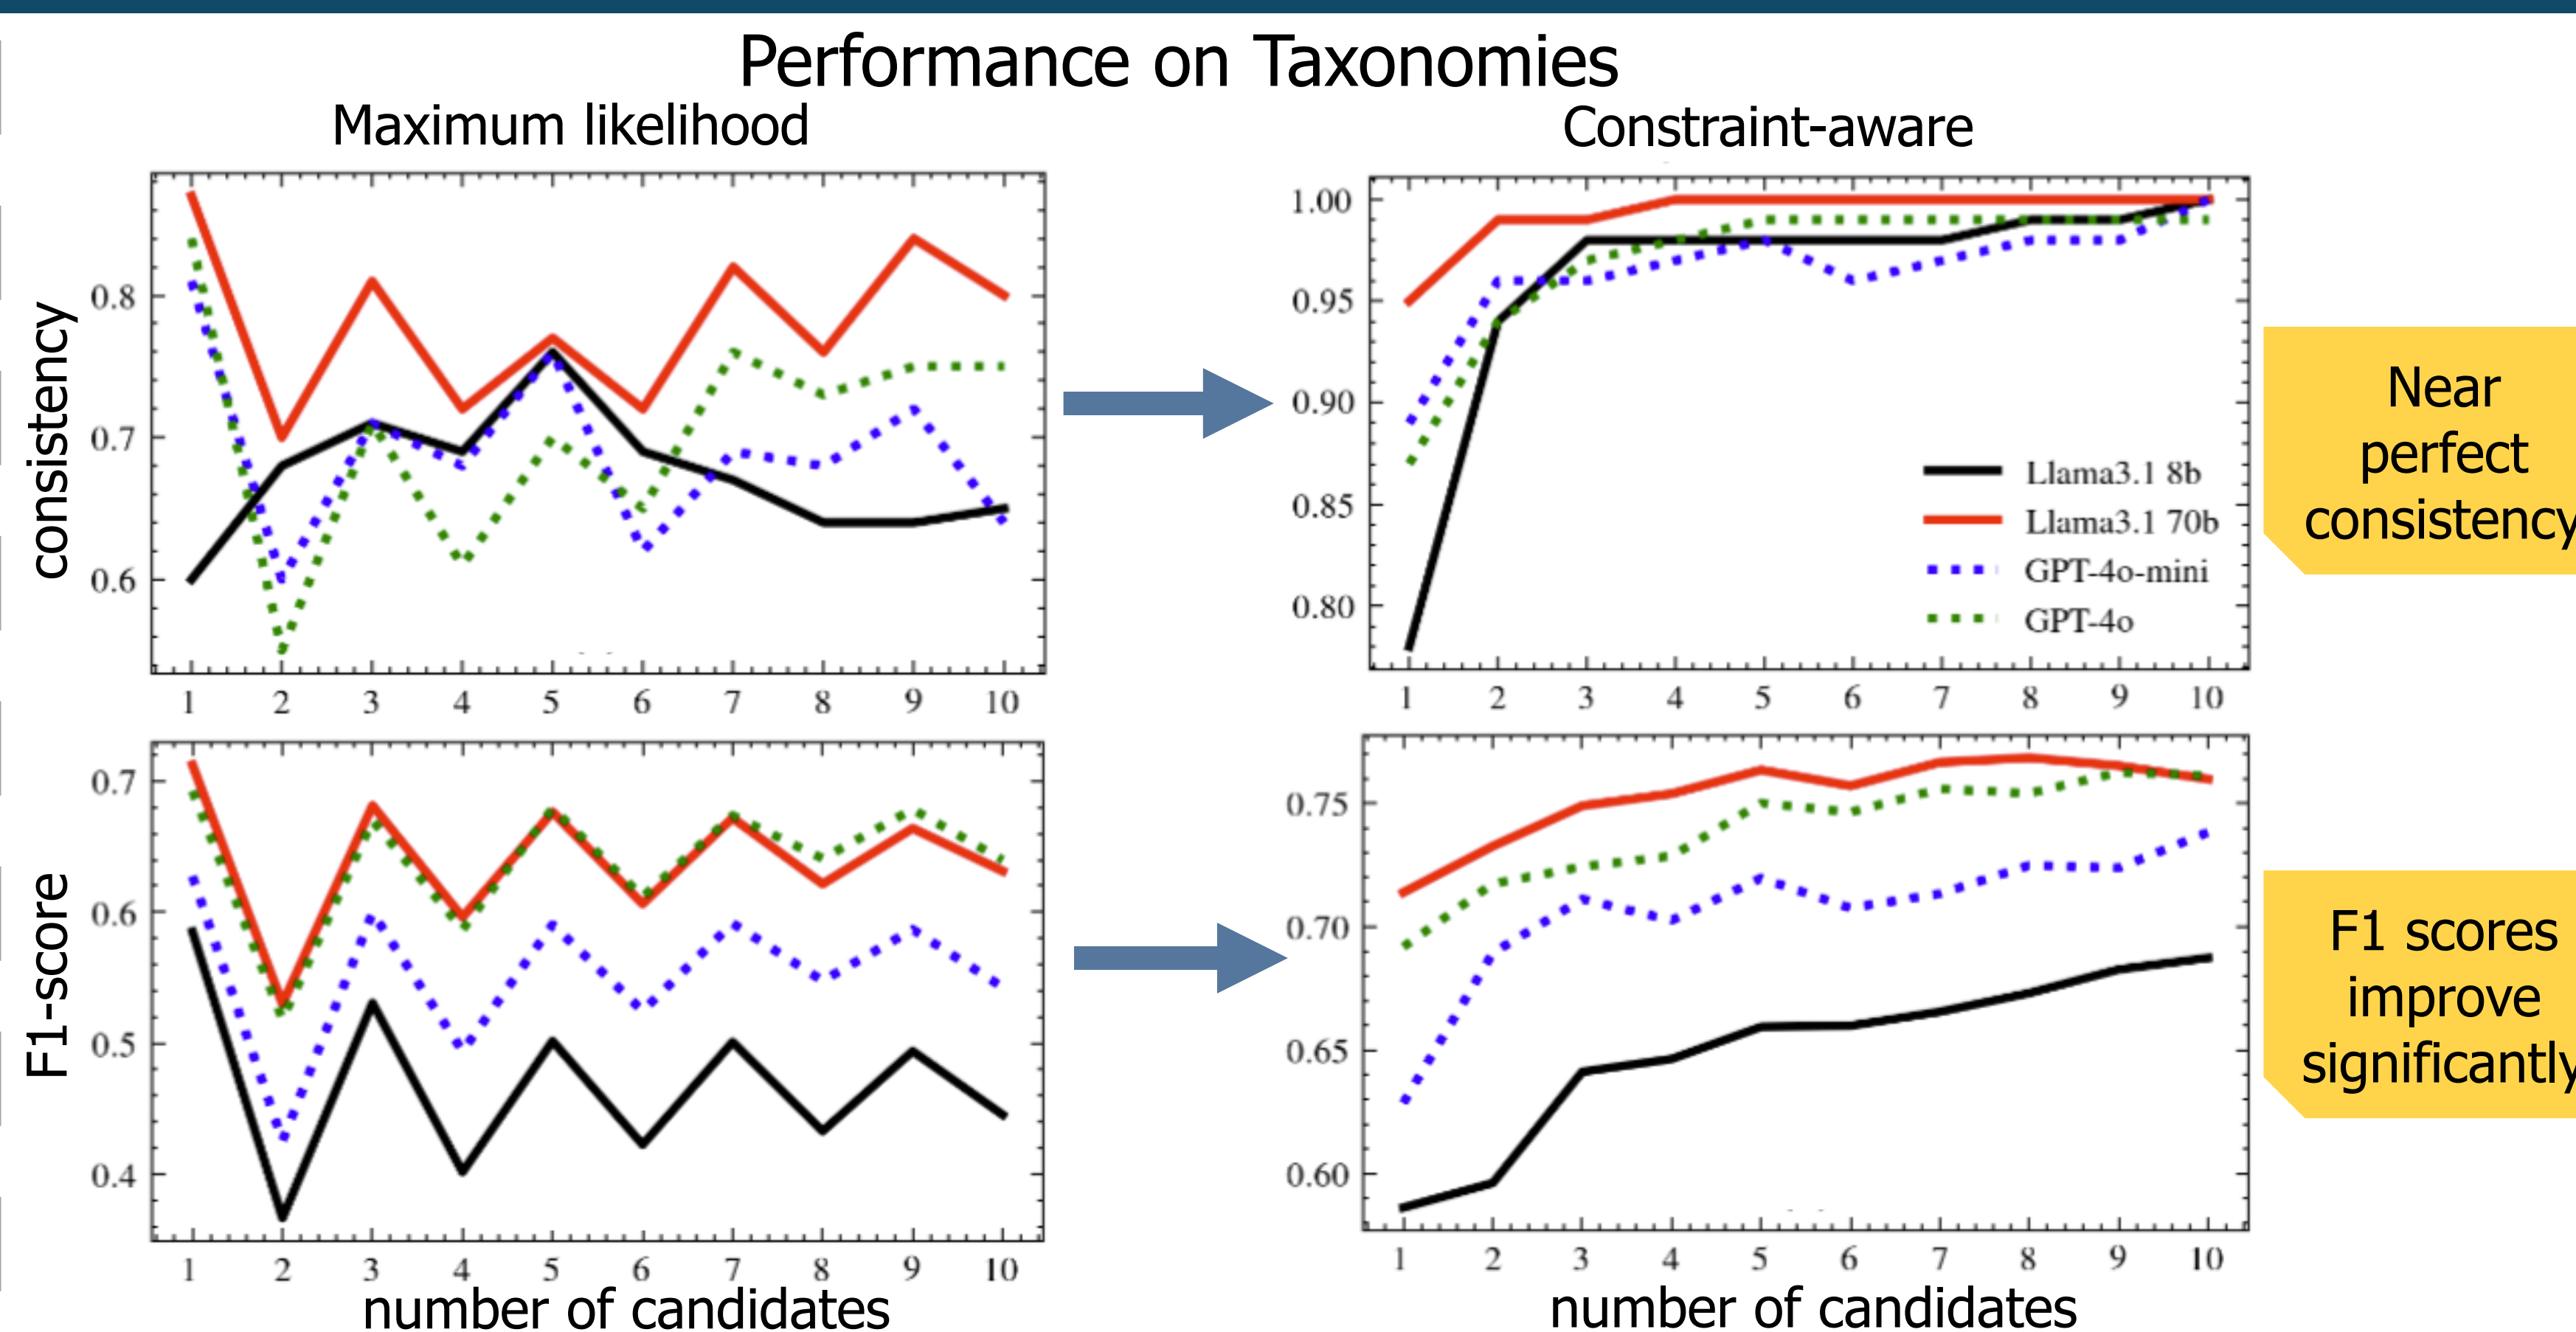 Performance on Taxonomies
Maximum likelihood
Constraint-aware
consistency
0.8
0.7
0.6
1 2 3 4 5 6 7 8 9 10
1.00
0.95
0.90
0.85
0.80
Llama3.1 8b
Llama3.1 70b
GPT-4o-mini
GPT-4o
1 2 3 4 5 6 7 8 9 10
Near
perfect
consistency
F1-score
0.7
0.6
0.5
0.4
1 2 3 4 5 6 7 8 9 10
number of candidates
0.75
0.70
0.65
0.60
1 2 3 4 5 6 7 8 9 10
number of candidates
F1 scores
improve
significantly